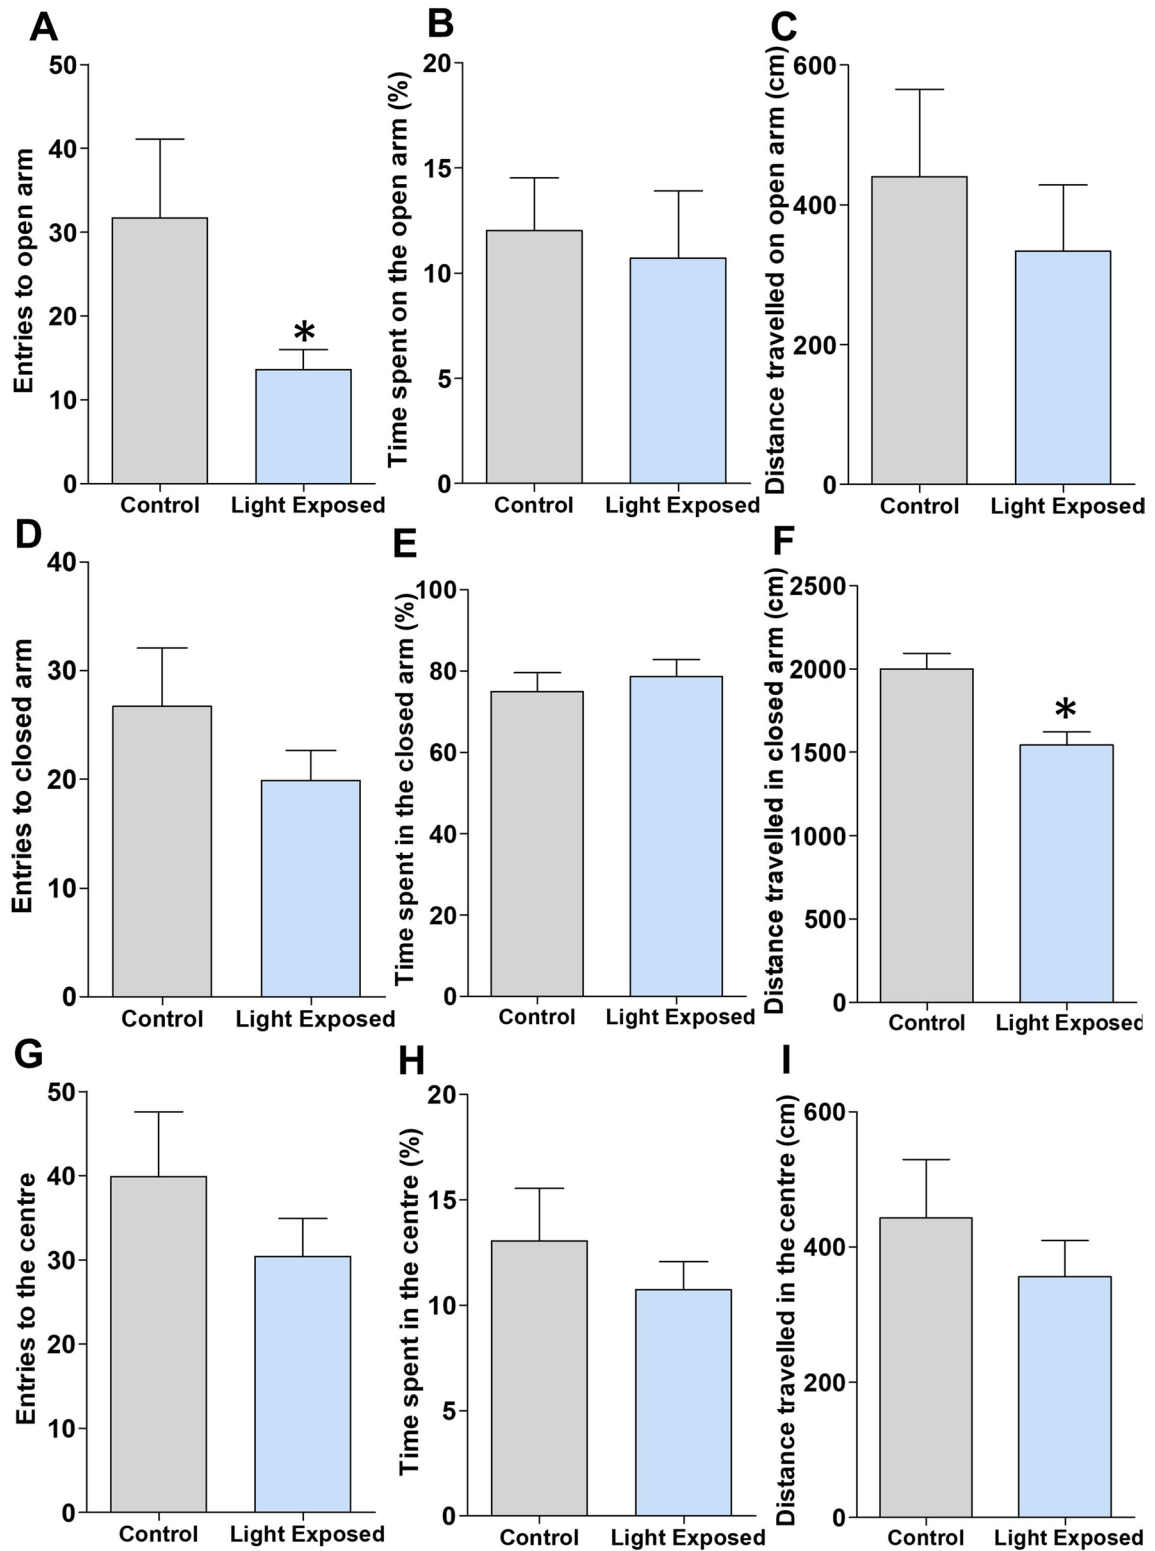 A
Entries to open arm
50
40
30
20
10
0
*
Control Light Exposed
B
Time spent on the open arm (%)
20
15
10
5
0
Control Light Exposed
C
Distance travelled on open arm (cm)
600
400
200
0
Control Light Exposed
D
Entries to closed arm
40
30
20
10
0
Control Light Exposed
E
Time spent in the closed arm (%)
100
80
60
40
20
0
Control Light Exposed
F
Distance travelled in closed arm (cm)
2500
2000
1500
1000
500
0
*
Control Light Exposed
G
Entries to the centre
50
40
30
20
10
0
Control Light Exposed
H
Time spent in the centre (%)
20
15
10
5
0
Control Light Exposed
I
Distance travelled in the centre (cm)
600
400
200
0
Control Light Exposed